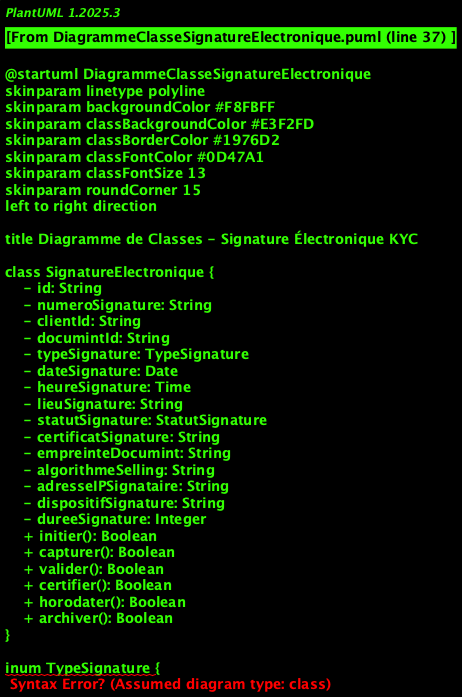 PlantUML 1.2025.3
[From DiagrammeClasseSignatureElectronique.puml (line 37) ]
@startuml DiagrammeClasseSignatureElectronique
skinparam linetype polyline
skinparam backgroundColor #F8FBFF
skinparam classBackgroundColor #E3F2FD
skinparam classBorderColor #1976D2
skinparam classFontColor #0D47A1
skinparam classFontSize 13
skinparam roundCorner 15
left to right direction
title Diagramme de Classes - Signature Électronique KYC
class SignatureElectronique {
- id: String
- numeroSignature: String
- clientId: String
- documintId: String
- typeSignature: TypeSignature
- dateSignature: Date
- heureSignature: Time
- lieuSignature: String
- statutSignature: StatutSignature
- certificatSignature: String
- empreinteDocumint: String
- algorithmeSelling: String
- adresseIPSignataire: String
- dispositifSignature: String
- dureeSignature: Integer
+ initier(): Boolean
+ capturer(): Boolean
+ valider(): Boolean
+ certifier(): Boolean
+ horodater(): Boolean
+ archiver(): Boolean
}
inum TypeSignature {
Syntax Error? (Assumed diagram type: class)